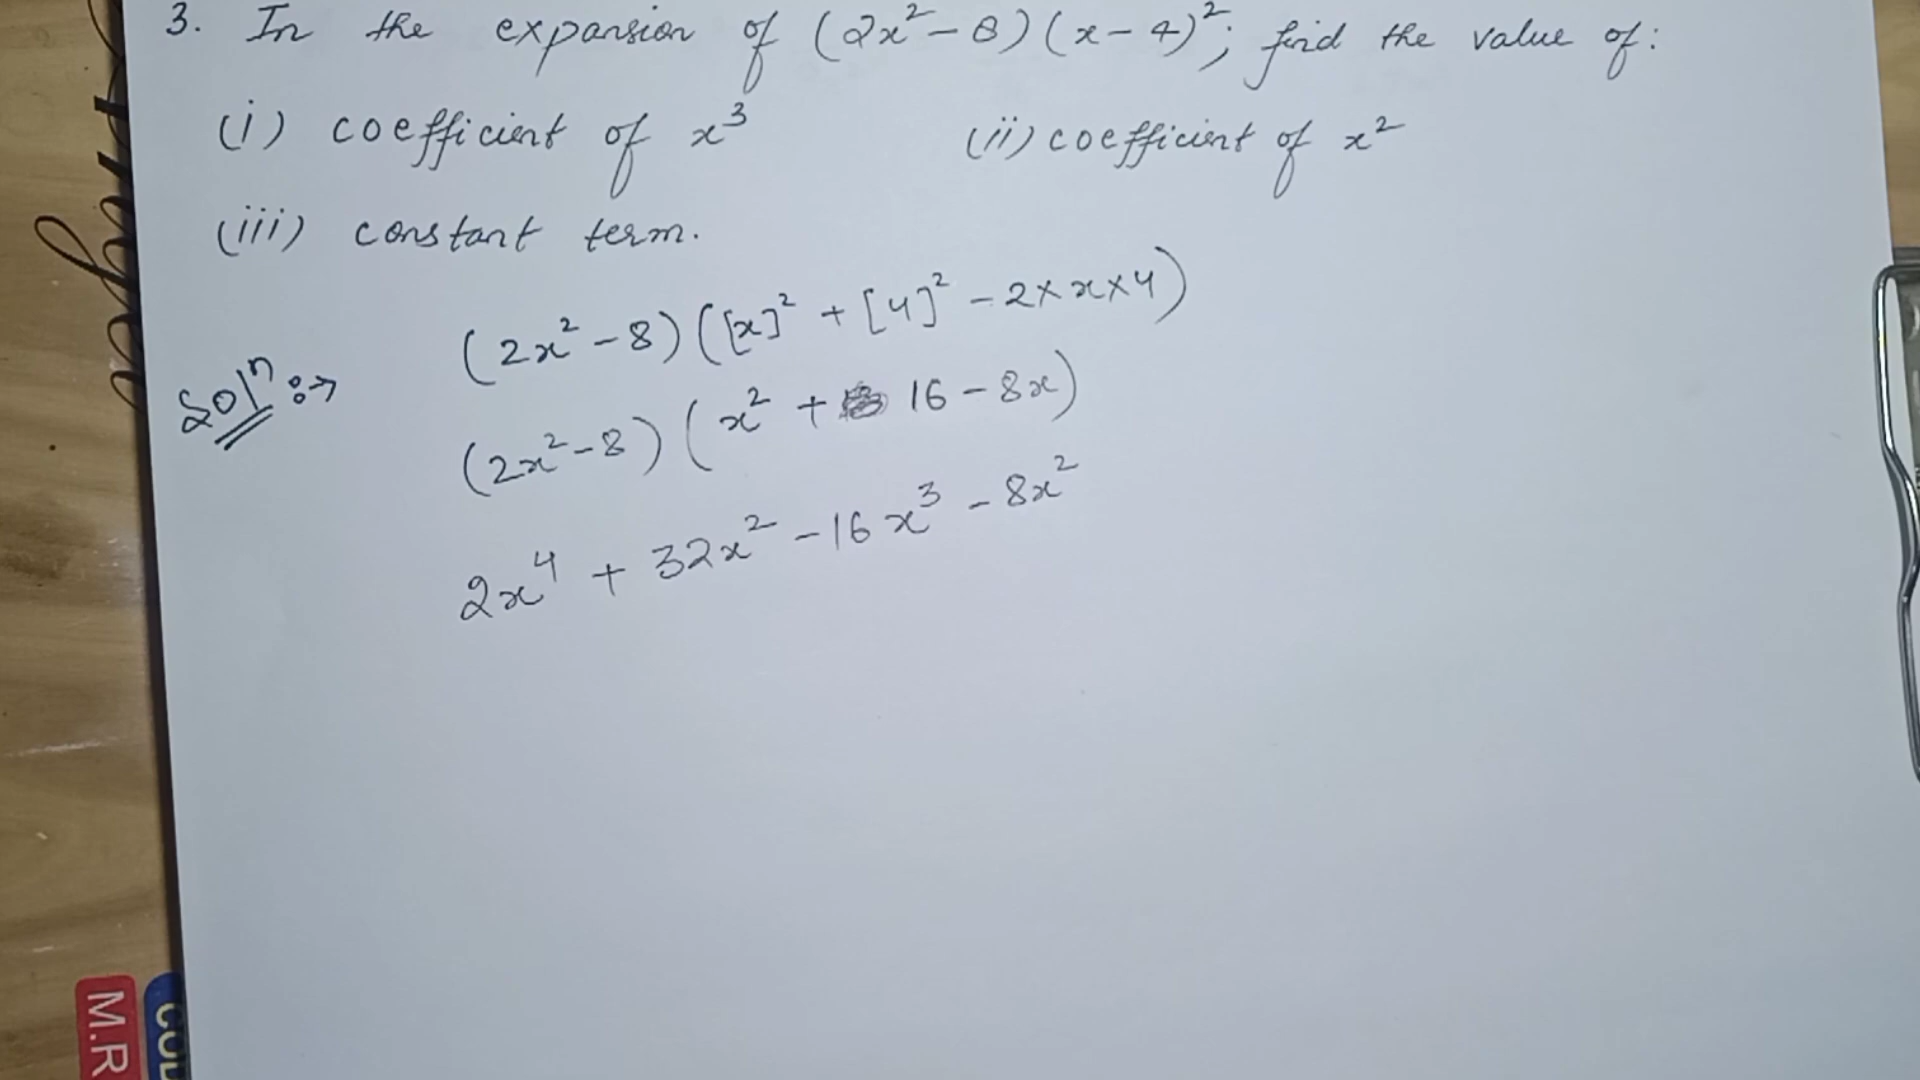 3. In the expansion of (2x² - 8)(x - 4)²; find the value of:
(i) coefficient of x³ (ii) coefficient of x²
(iii) constant term.
Solⁿ :→ (2x² - 8)([x]² + [4]² - 2 × x × 4)
(2x² - 8)(x² + 16 - 8x)
2x⁴ + 32x² - 16x³ - 8x²
M.R